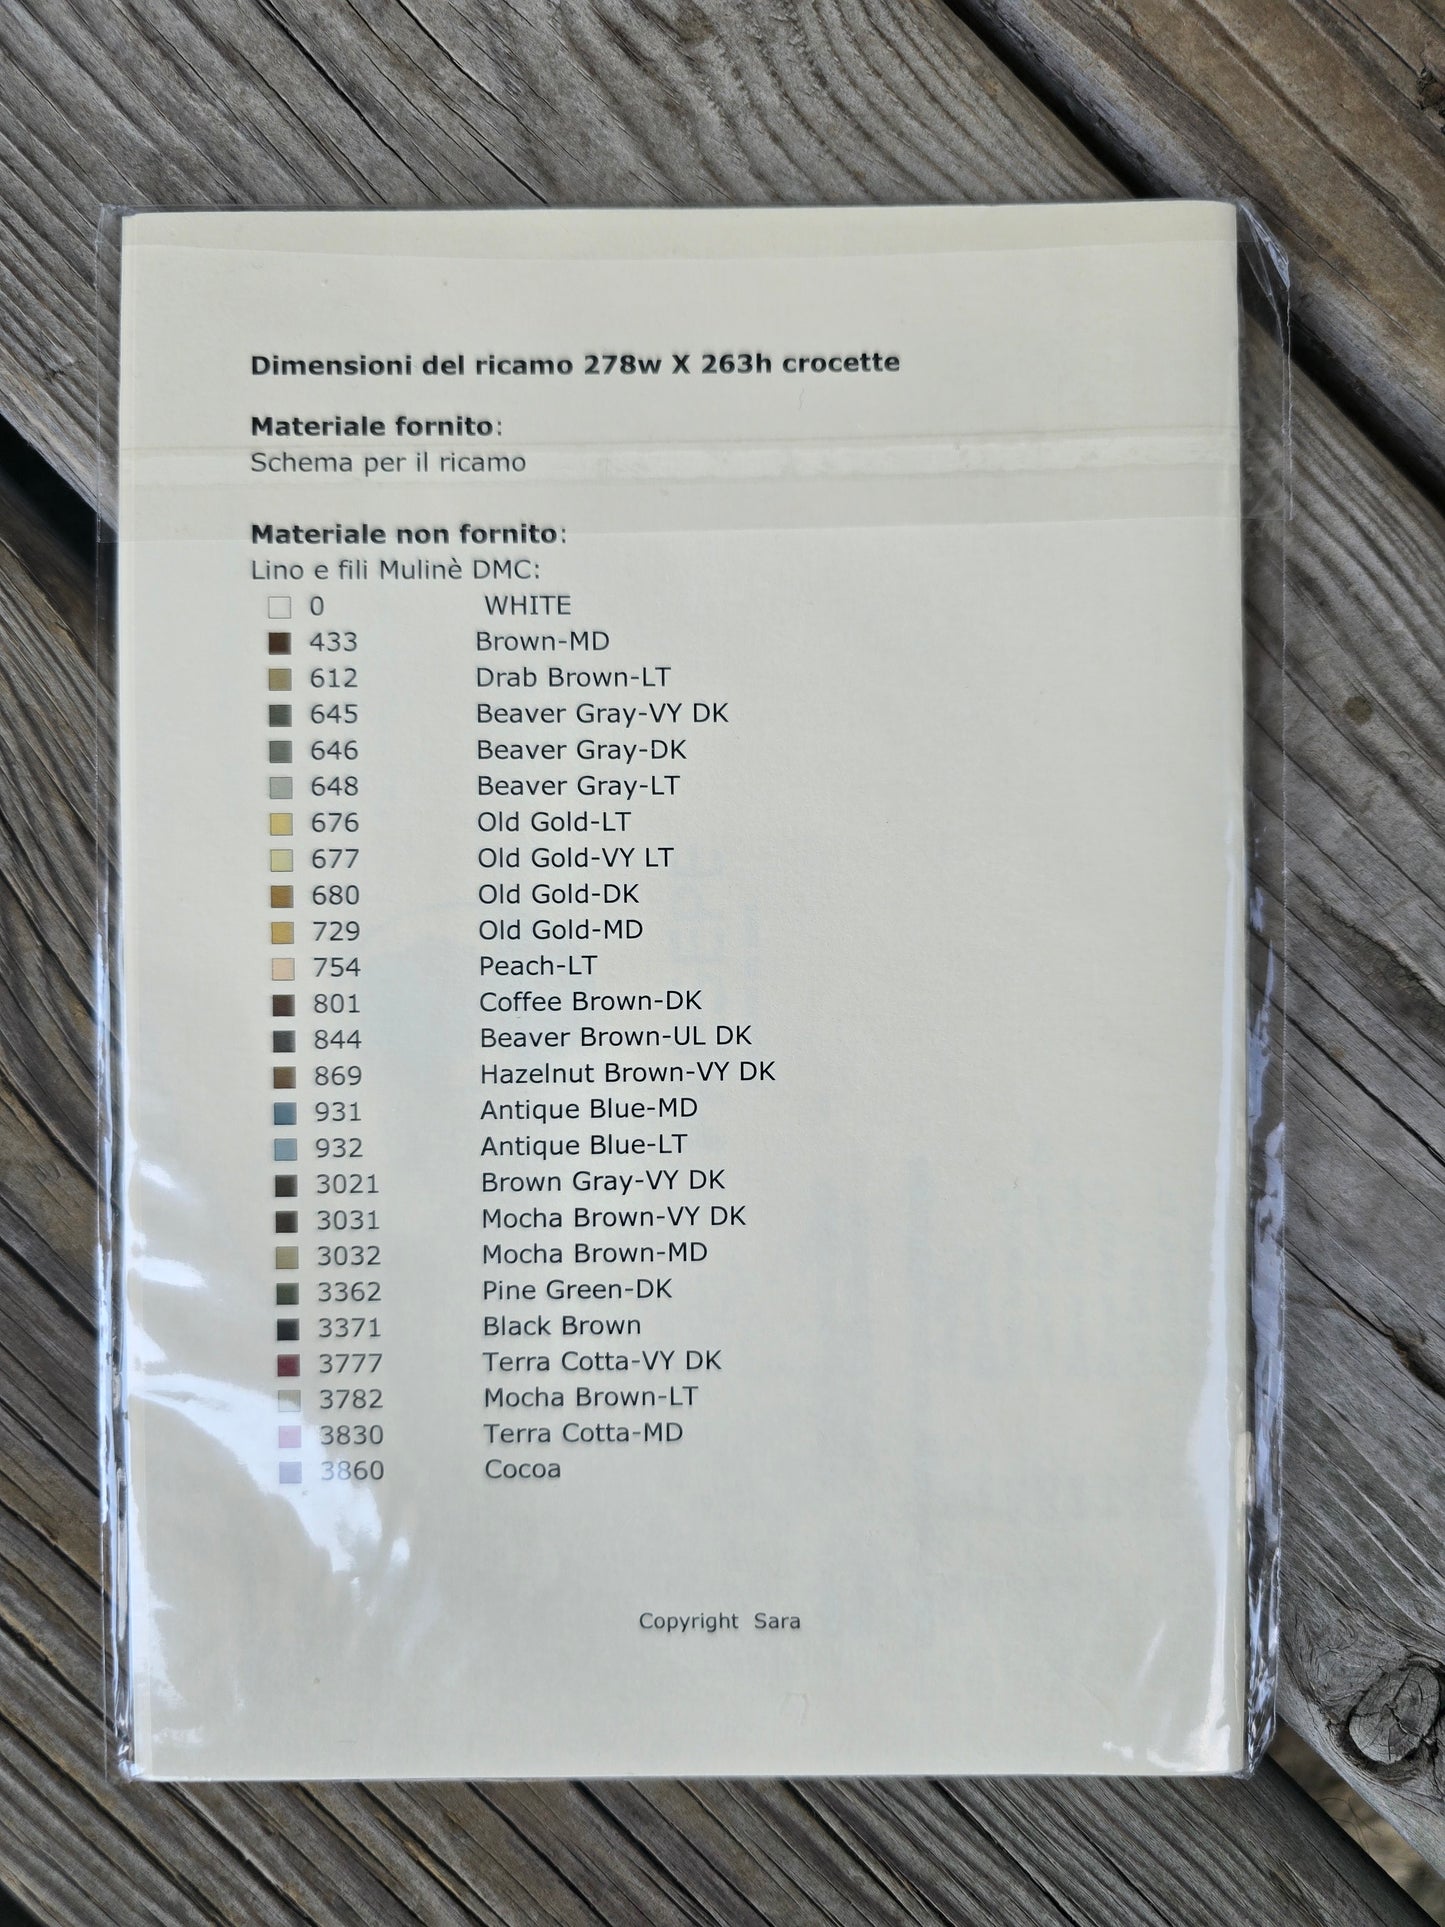 Dimensioni del ricamo 278w X 263h crocette
Materiale fornito:
Schema per il ricamo
Materiale non fornito:
Lino e fili Mulinè DMC:
0 WHITE
433 Brown-MD
612 Drab Brown-LT
645 Beaver Gray-VY DK
646 Beaver Gray-DK
648 Beaver Gray-LT
676 Old Gold-LT
677 Old Gold-VY LT
680 Old Gold-DK
729 Old Gold-MD
754 Peach-LT
801 Coffee Brown-DK
844 Beaver Brown-UL DK
869 Hazelnut Brown-VY DK
931 Antique Blue-MD
932 Antique Blue-LT
3021 Brown Gray-VY DK
3031 Mocha Brown-VY DK
3032 Mocha Brown-MD
3362 Pine Green-DK
3371 Black Brown
3777 Terra Cotta-VY DK
3782 Mocha Brown-LT
3830 Terra Cotta-MD
3860 Cocoa
Copyright Sara